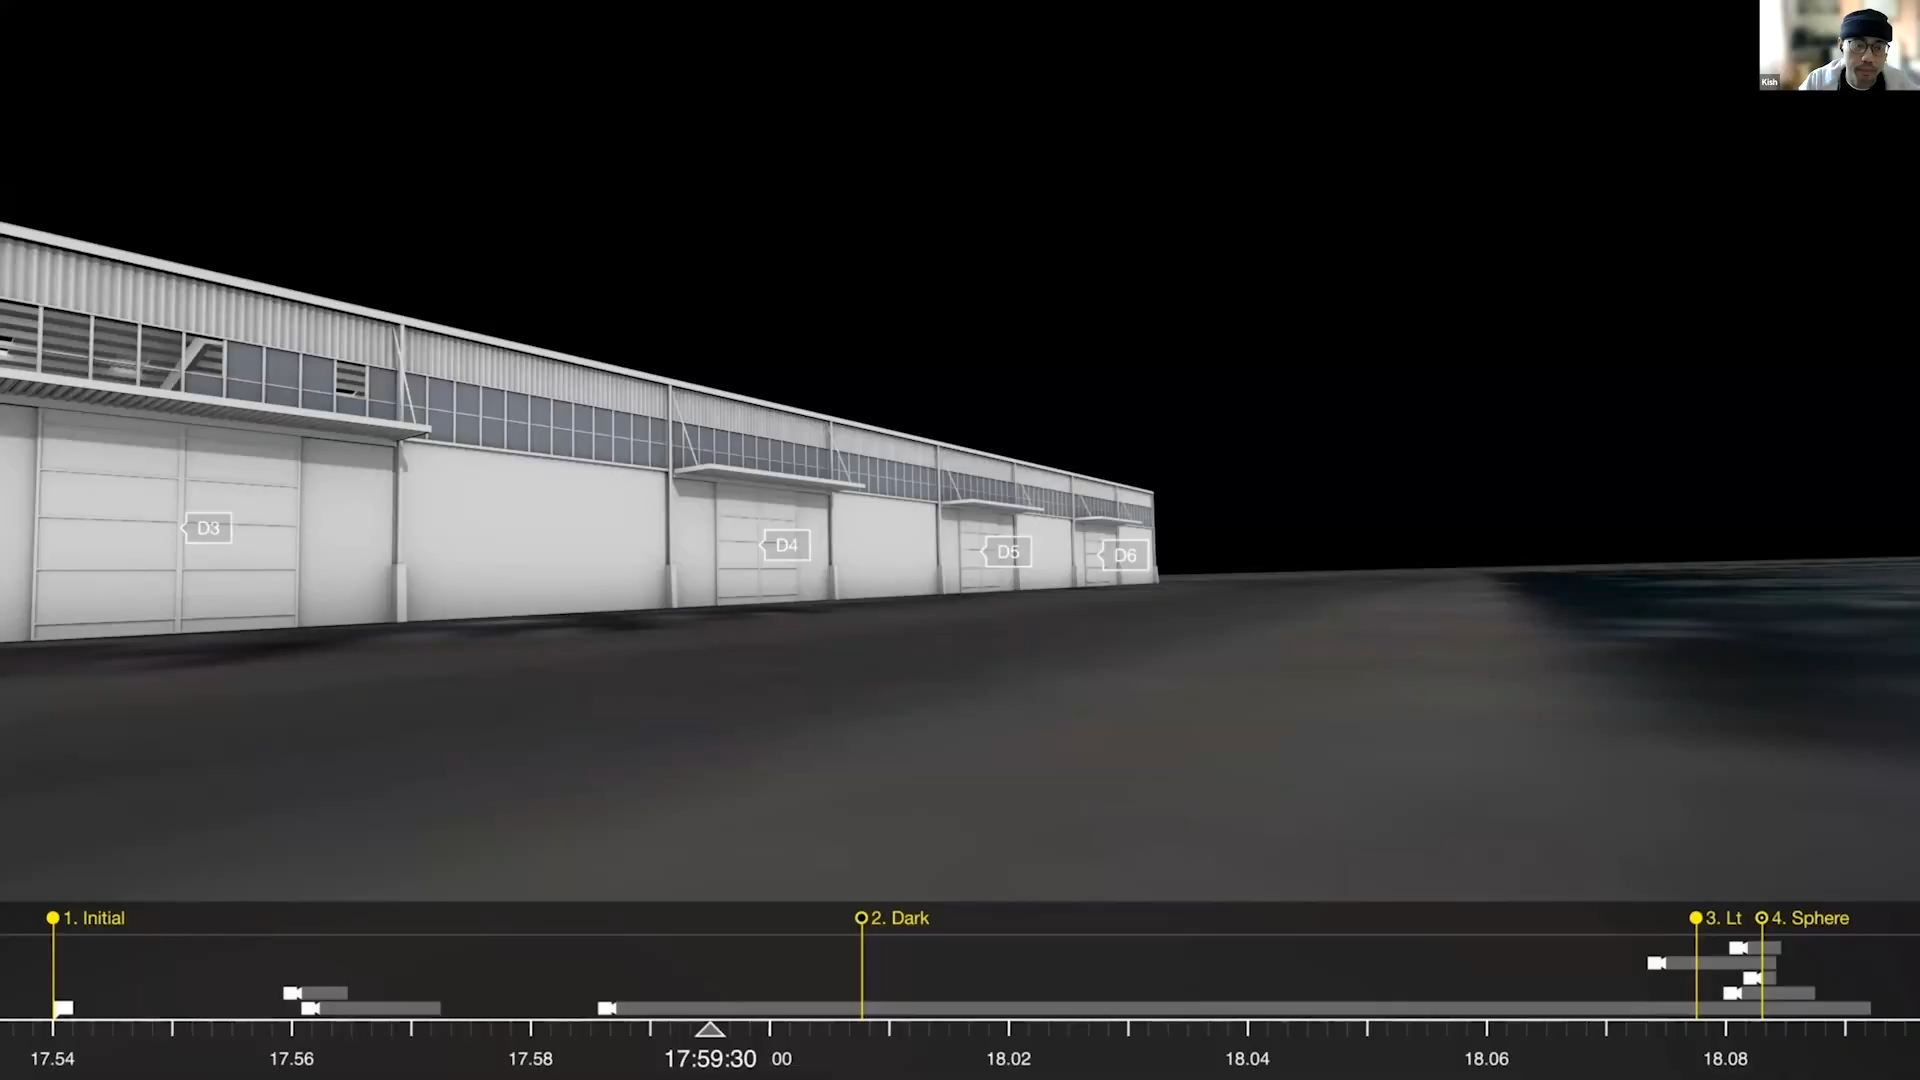 Kish
D3
D4
D5
D6
1. Initial
2. Dark
3. Lt
4. Sphere
17.54
17.56
17.58
17:59:30
00
18.02
18.04
18.06
18.08